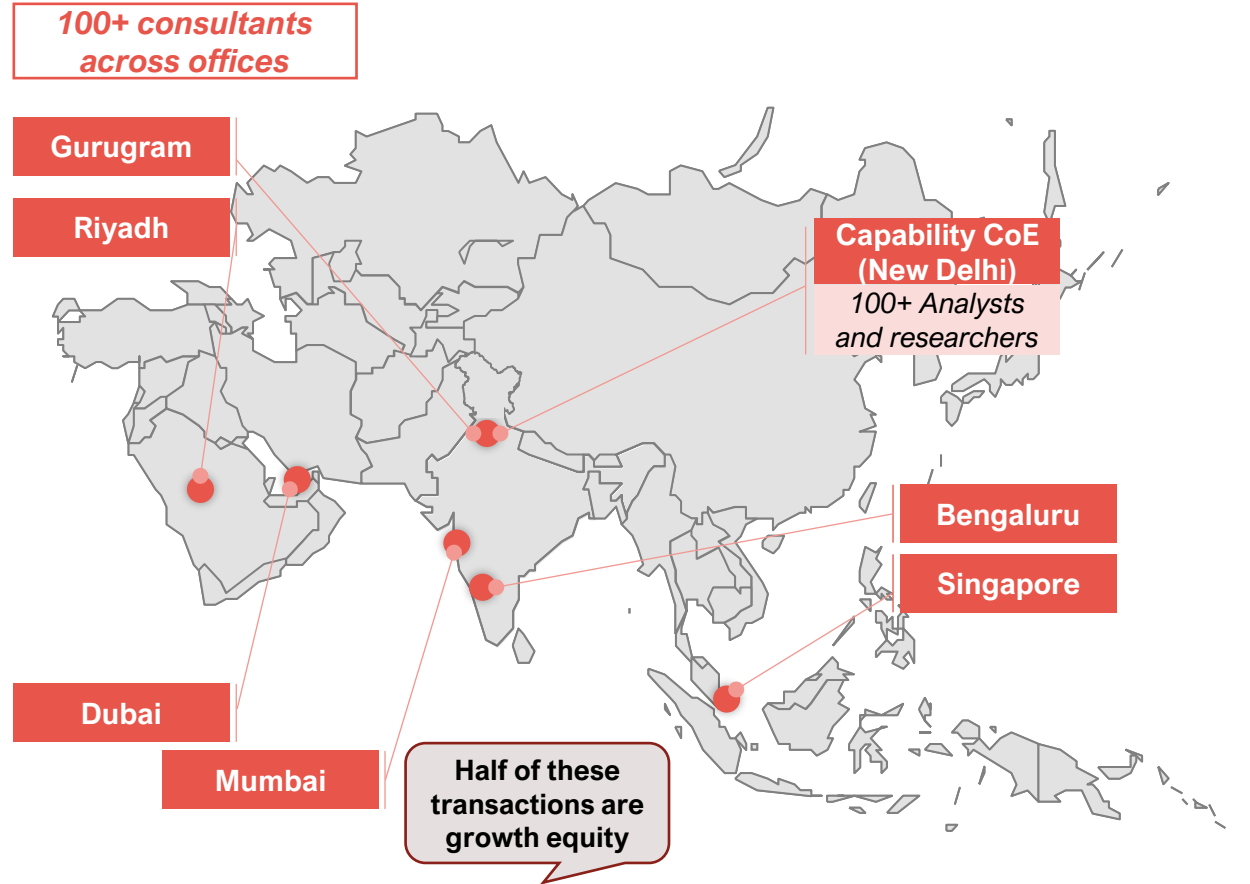 100+ consultants
across offices
Gurugram
Riyadh
Capability CoE
(New Delhi)
100+ Analysts
and researchers
Bengaluru
Singapore
Dubai
Mumbai
Half of these
transactions are
growth equity